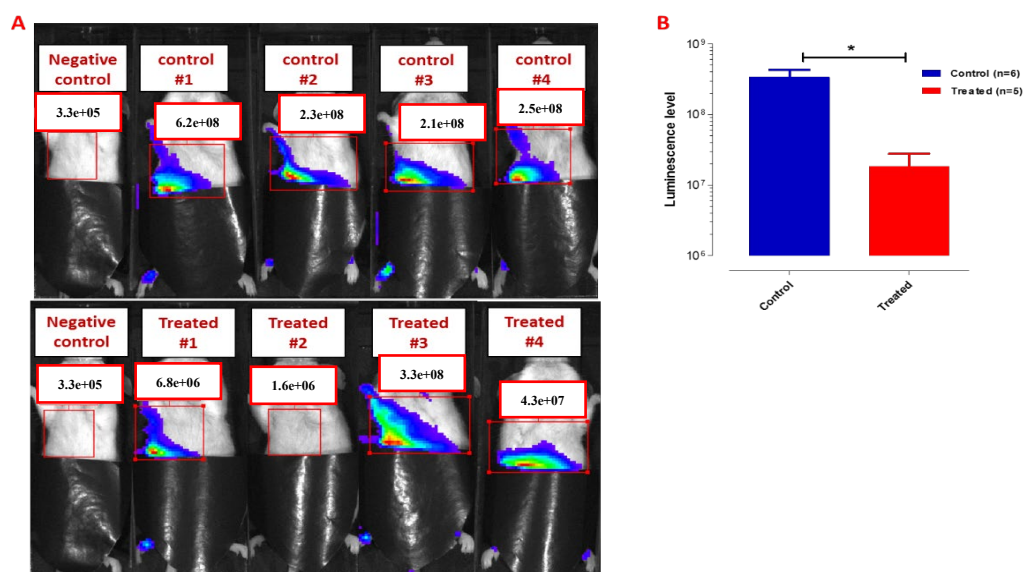 A
Negative
control
control
#1
control
#2
control
#3
control
#4
3.3e+05
6.2e+08
2.3e+08
2.1e+08
2.5e+08
Negative
control
Treated
#1
Treated
#2
Treated
#3
Treated
#4
3.3e+05
6.8e+06
1.6e+06
3.3e+08
4.3e+07
B
*
10⁹
10⁸
10⁷
10⁶
Luminescence level
Control (n=6)
Treated (n=5)
Control
Treated